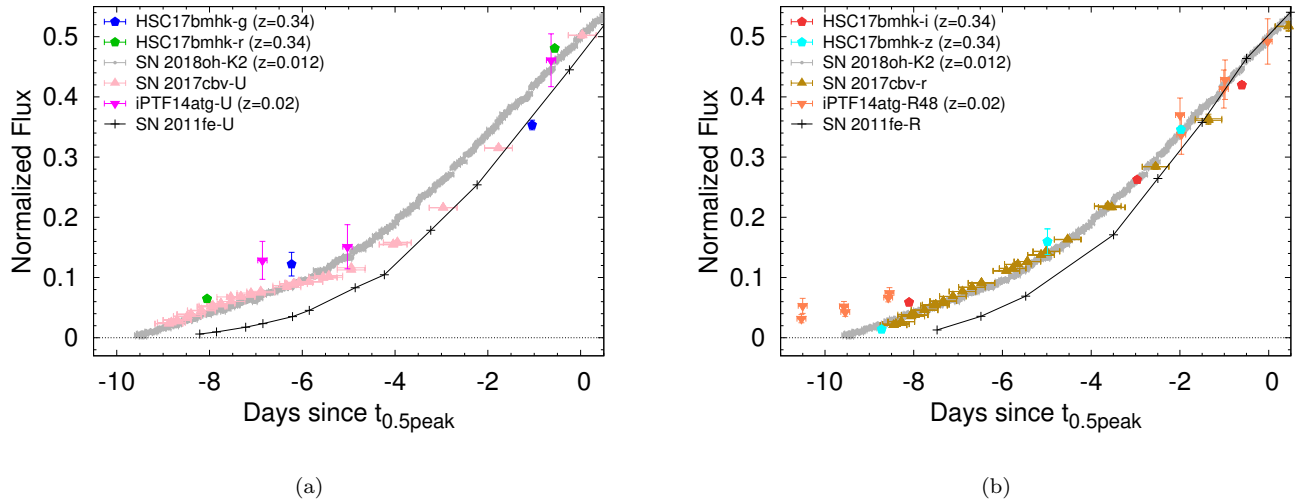 HSC17bmhk-g (z=0.34)
HSC17bmhk-r (z=0.34)
SN 2018oh-K2 (z=0.012)
SN 2017cbv-U
iPTF14atg-U (z=0.02)
SN 2011fe-U
Normalized Flux
0.5
0.4
0.3
0.2
0.1
0
-10 -8 -6 -4 -2 0
Days since t0.5peak
(a)
HSC17bmhk-i (z=0.34)
HSC17bmhk-z (z=0.34)
SN 2018oh-K2 (z=0.012)
SN 2017cbv-r
iPTF14atg-R48 (z=0.02)
SN 2011fe-R
Normalized Flux
0.5
0.4
0.3
0.2
0.1
0
-10 -8 -6 -4 -2 0
Days since t0.5peak
(b)